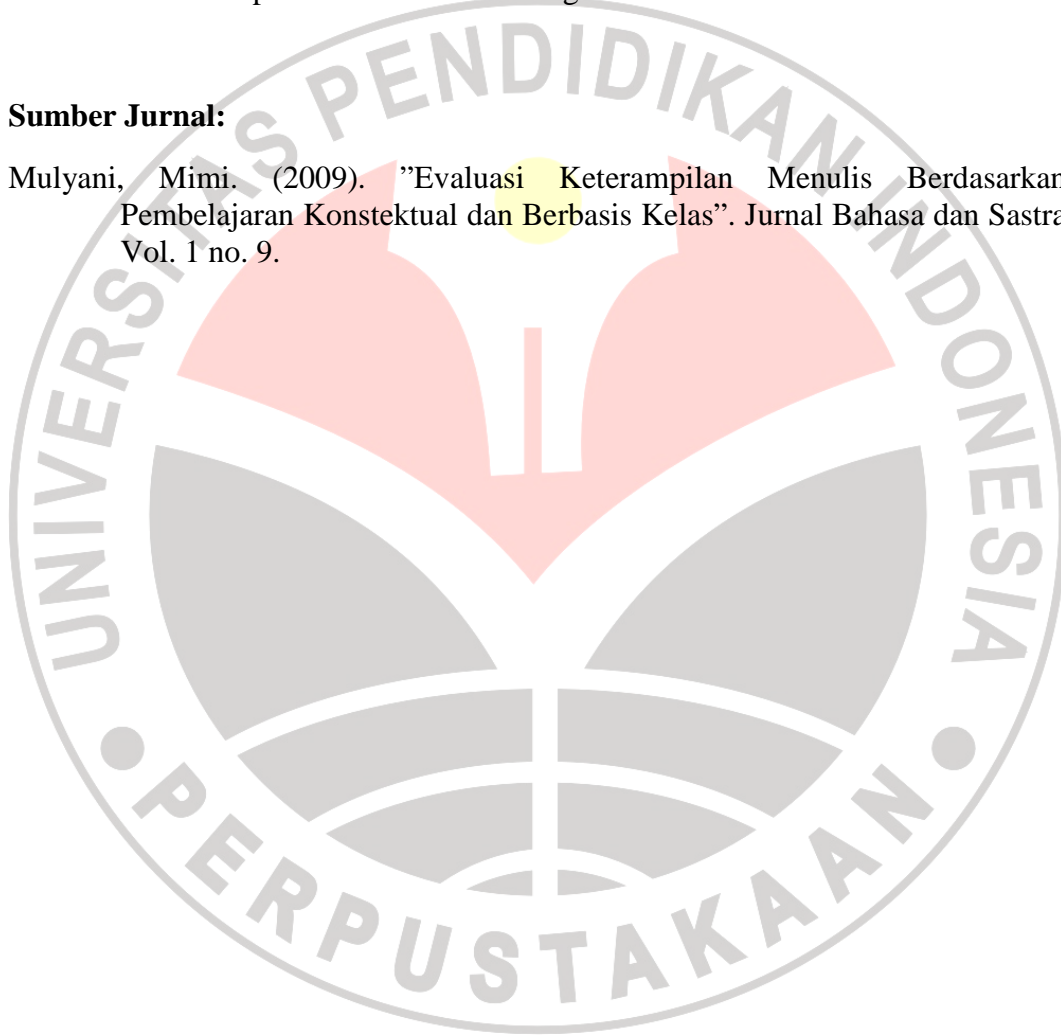 Sumber Jurnal:
Mulyani, Mimi. (2009). ”Evaluasi Keterampilan Menulis Berdasarkan
Pembelajaran Konstektual dan Berbasis Kelas”. Jurnal Bahasa dan Sastra
Vol. 1 no. 9.
UNIVERSITAS PENDIDIKAN INDONESIA
PERPUSTAKAAN